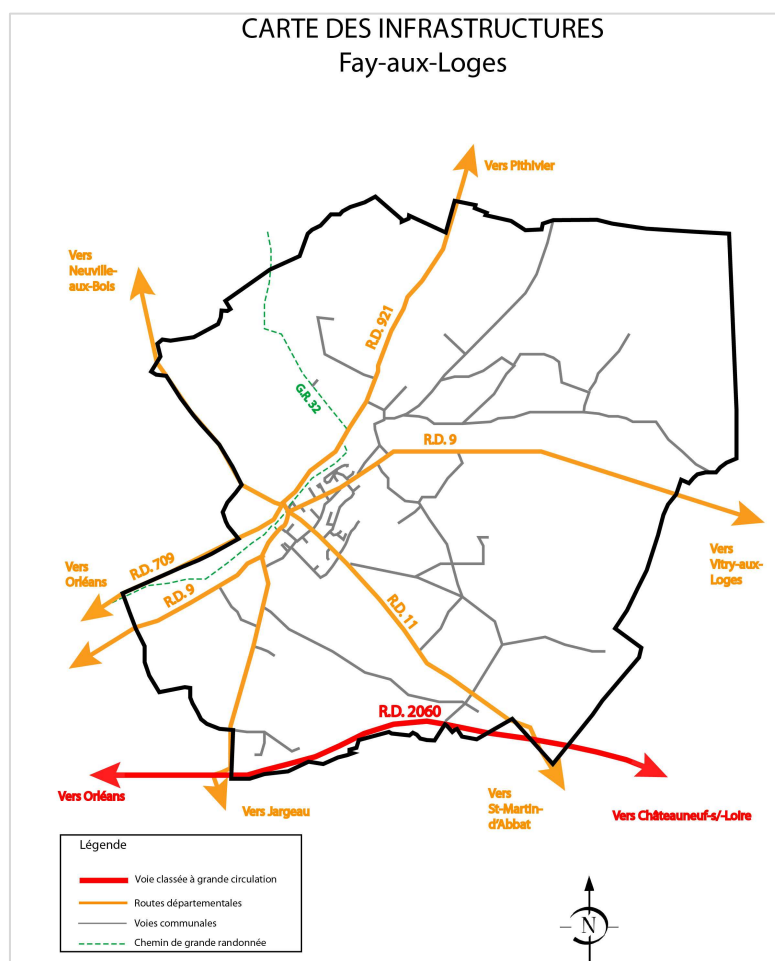 CARTE DES INFRASTRUCTURES
Fay-aux-Loges
Vers Pithivier
Vers
Neuville-
aux-Bois
R.D. 921
G.R. 32
R.D. 9
Vers
Vitry-aux-
Loges
R.D. 709
Vers
Orléans
R.D. 9
R.D. 11
R.D. 2060
Vers Orléans
Vers Jargeau
Vers
St-Martin-
d'Abbat
Vers Châteauneuf-s/-Loire
Légende
Voie classée à grande circulation
Routes départementales
Voies communales
Chemin de grande randonnée
N